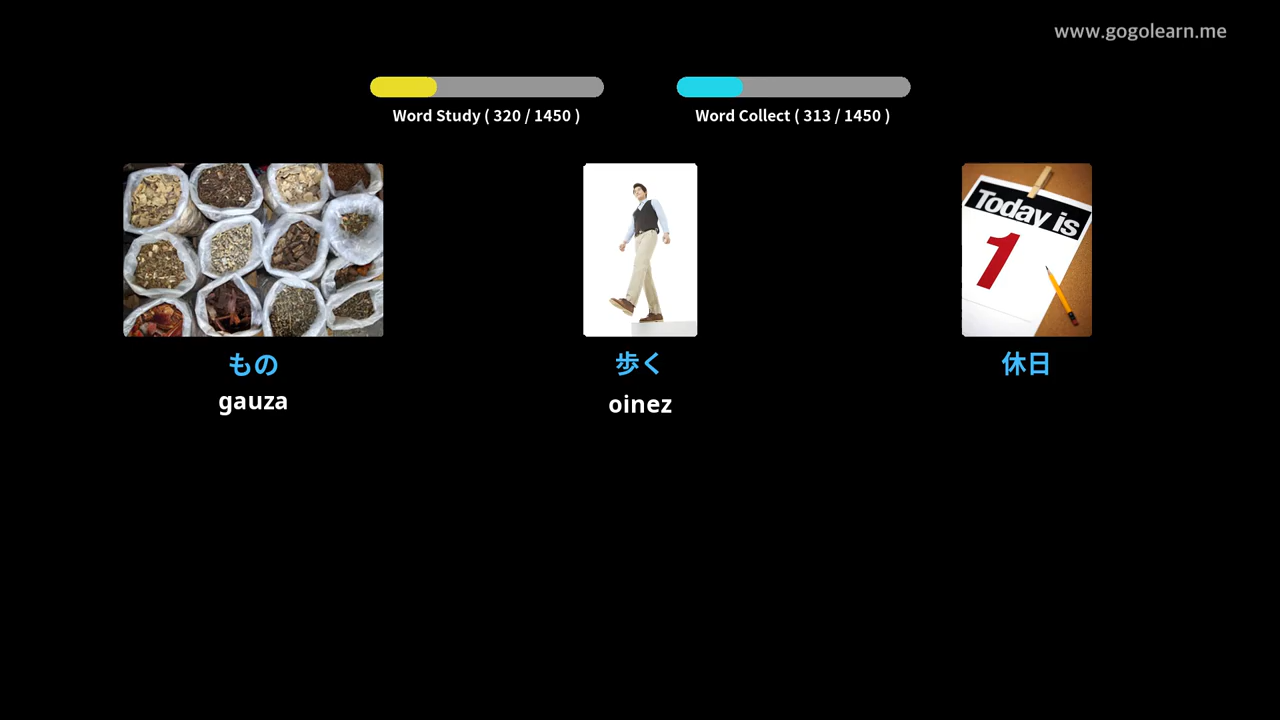 www.gogolearn.me
Word Study ( 320 / 1450 )
Word Collect ( 313 / 1450 )
Today is
1
もの
歩く
休日
gauza
oinez